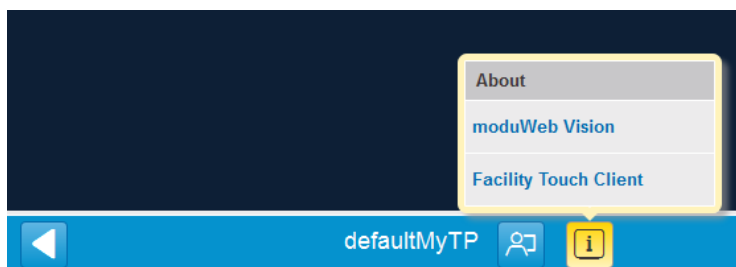 About
moduWeb Vision
Facility Touch Client
defaultMyTP
i